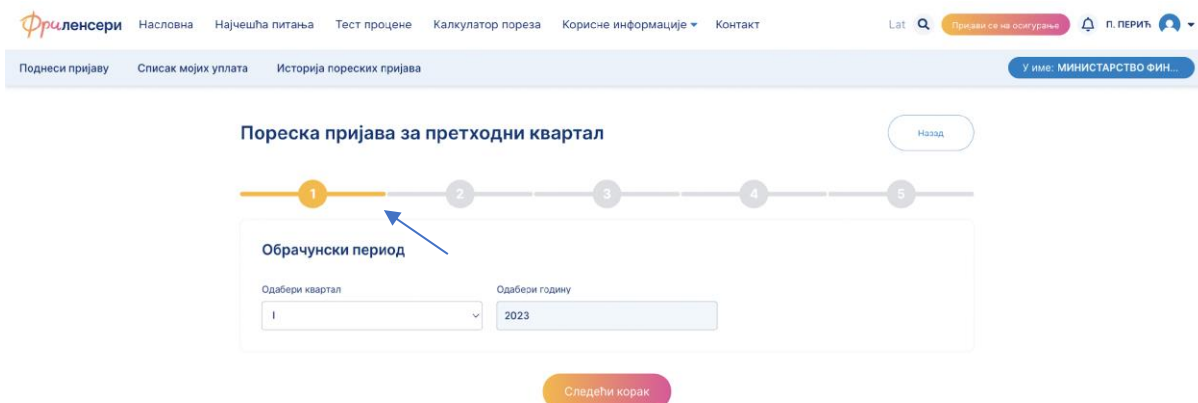 Фриленсери Насловна Најчешћа питања Тест процене Калкулатор пореза Корисне информације Контакт Lat Пријави се на осигурање П. ПЕРИЋ
Поднеси пријаву Списак мојих уплата Историја пореских пријава У име: МИНИСТАРСТВО ФИН...
Пореска пријава за претходни квартал Назад
1 2 3 4 5
Обрачунски период
Одабери квартал Одабери годину
I 2023
Следећи корак